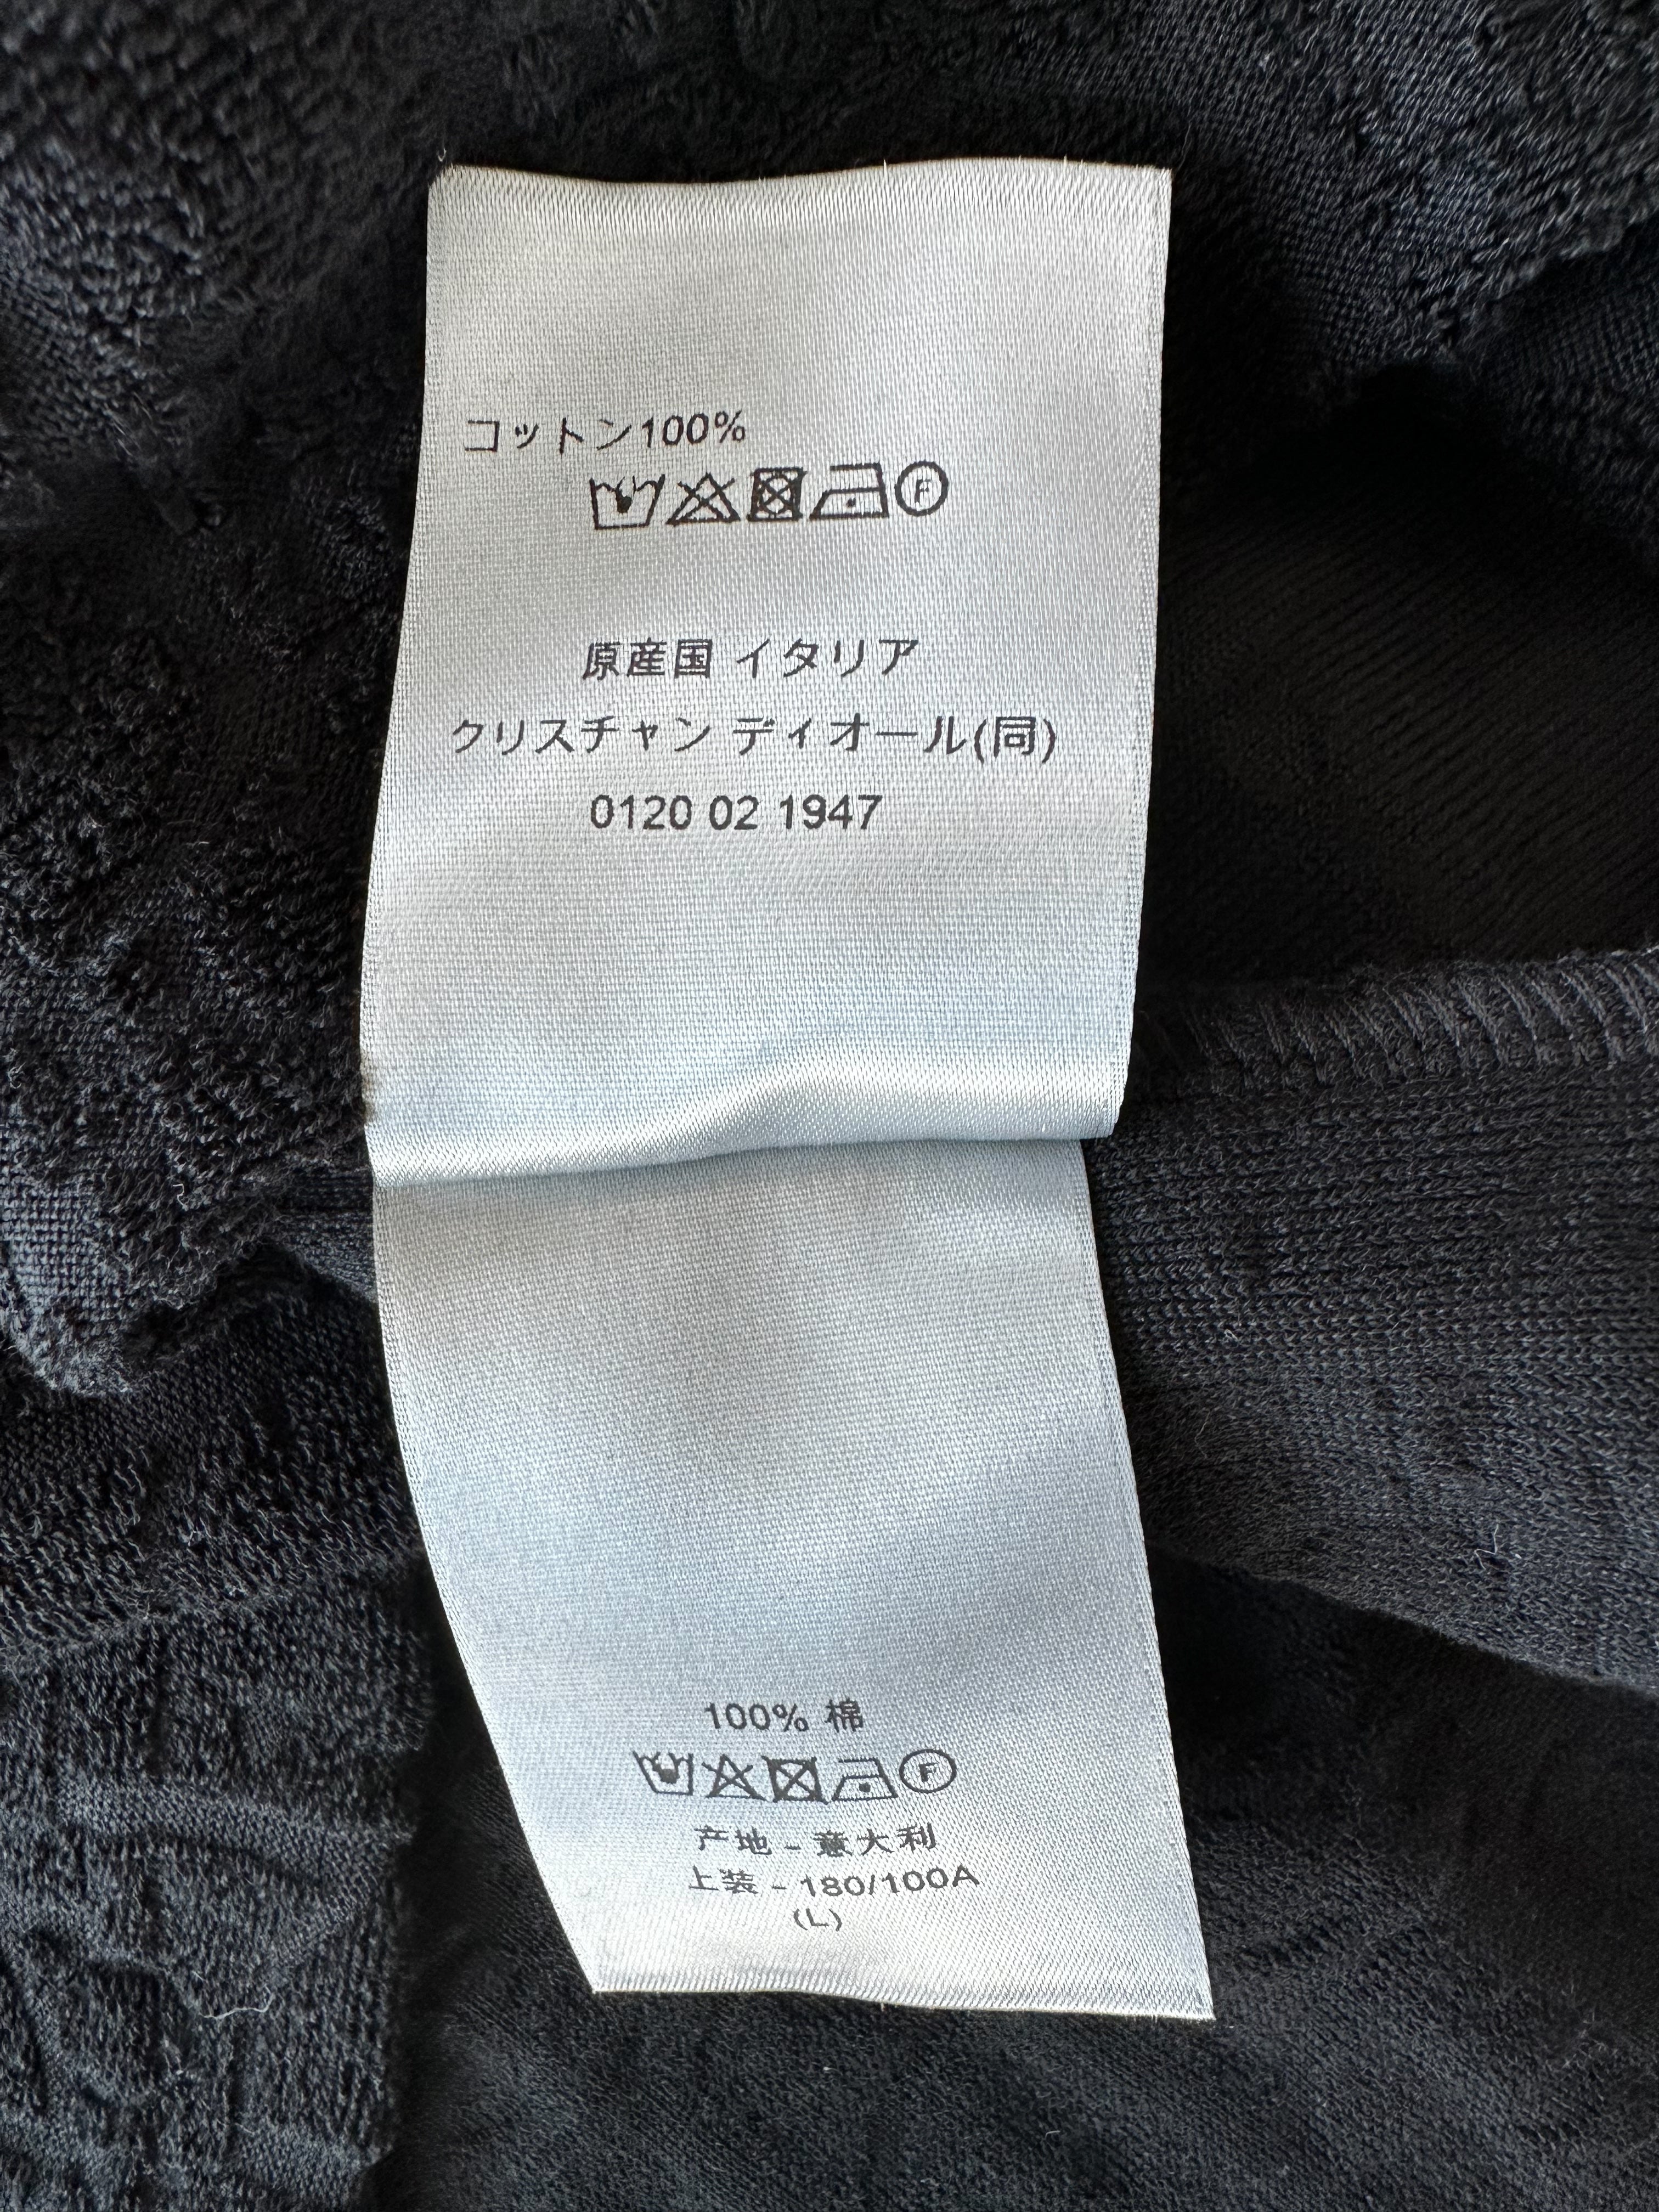 コットン100%
F
原産国 イタリア
クリスチャン ディオール(同)
0120 02 1947
100% 棉
F
产地 - 意大利
上装 - 180/100A
(L)